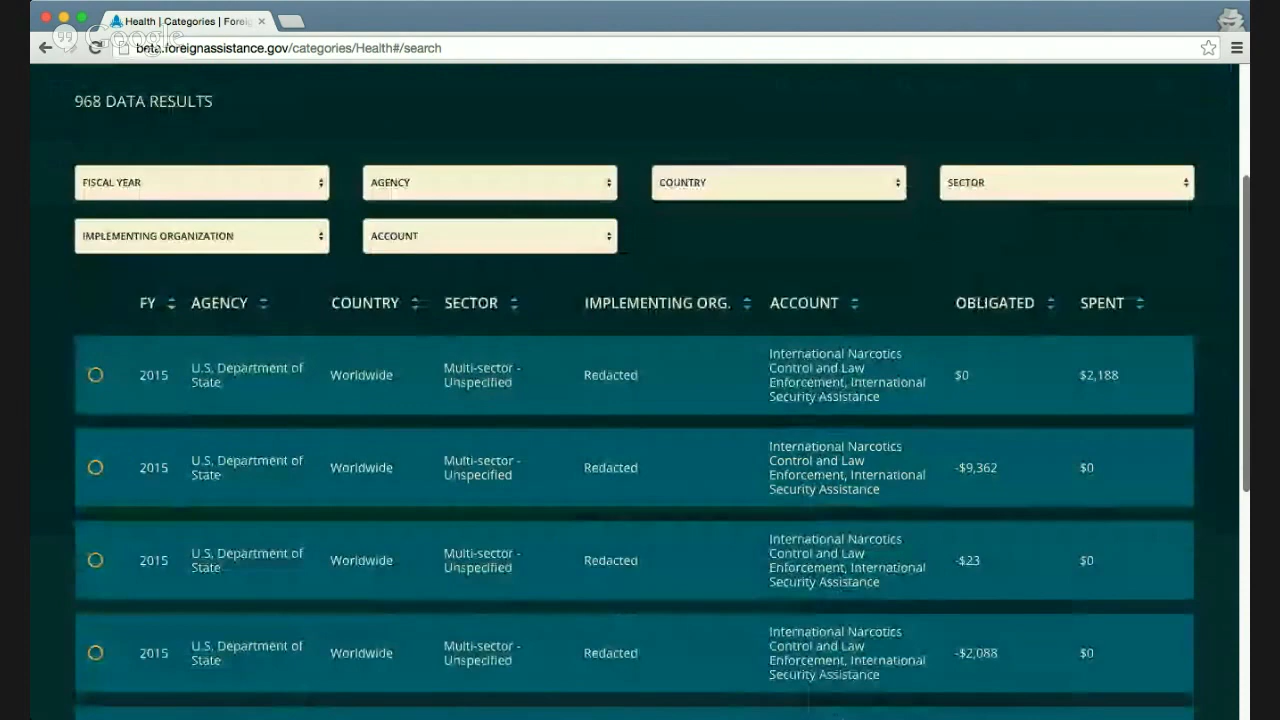 Health | Categories | Foreig
Google
beta.foreignassistance.gov/categories/Health#/search
968 DATA RESULTS
FISCAL YEAR AGENCY COUNTRY SECTOR
IMPLEMENTING ORGANIZATION ACCOUNT
FY AGENCY COUNTRY SECTOR IMPLEMENTING ORG. ACCOUNT OBLIGATED SPENT
2015 U.S. Department of State Worldwide Multi-sector - Unspecified Redacted International Narcotics Control and Law Enforcement, International Security Assistance $0 $2,188
2015 U.S. Department of State Worldwide Multi-sector - Unspecified Redacted International Narcotics Control and Law Enforcement, International Security Assistance -$9,362 $0
2015 U.S. Department of State Worldwide Multi-sector - Unspecified Redacted International Narcotics Control and Law Enforcement, International Security Assistance -$23 $0
2015 U.S. Department of State Worldwide Multi-sector - Unspecified Redacted International Narcotics Control and Law Enforcement, International Security Assistance -$2,088 $0